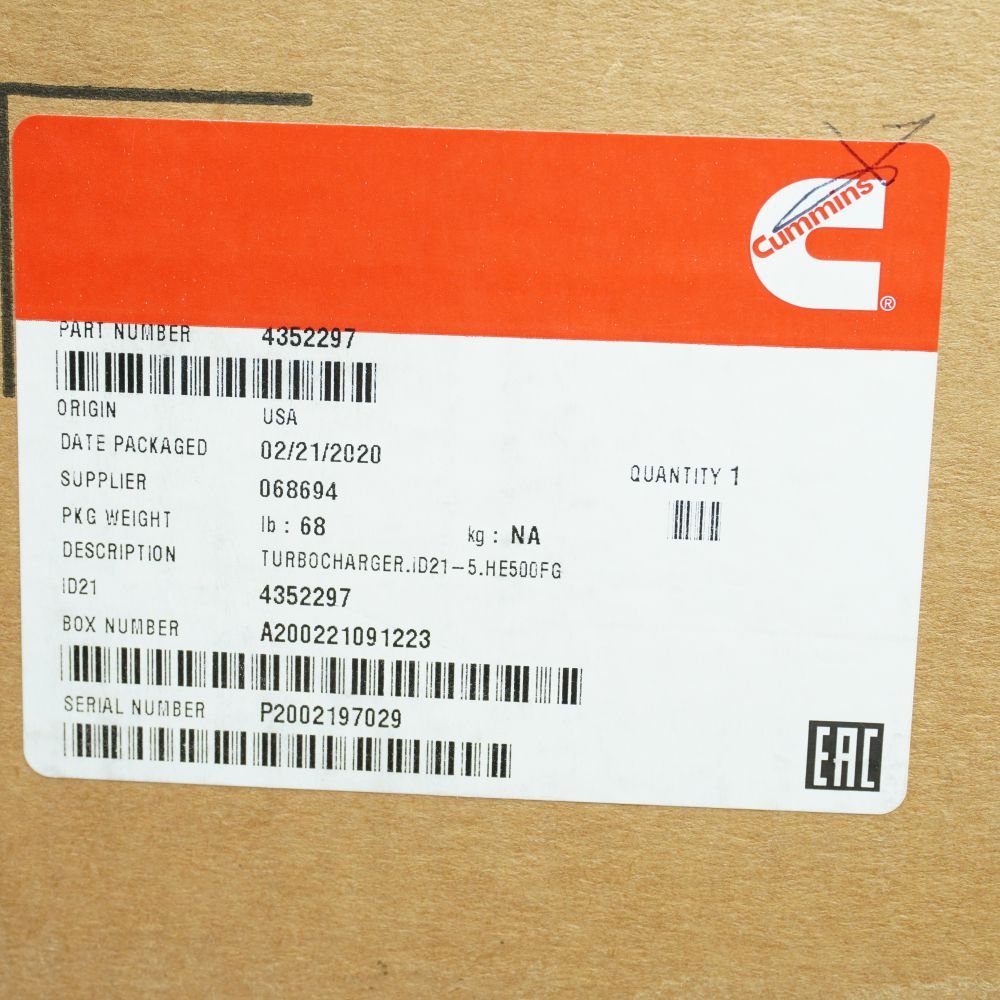 Cummins
®
PART NUMBER 4352297
ORIGIN USA
DATE PACKAGED 02/21/2020
SUPPLIER 068694
QUANTITY 1
PKG WEIGHT lb : 68 kg : NA
DESCRIPTION TURBOCHARGER.iD21-5.HE500FG
iD21 4352297
BOX NUMBER A200221091223
SERIAL NUMBER P2002197029
EAC